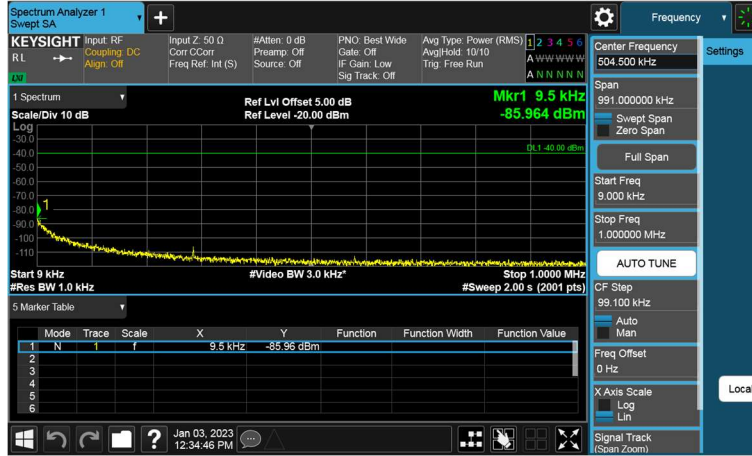 Spectrum Analyzer 1
Swept SA
+
Frequency
KEYSIGHT
RL
LXI
Input: RF
Coupling: DC
Align: Off
Input Z: 50 Ω
Corr CCorr
Freq Ref: Int (S)
#Atten: 0 dB
Preamp: Off
Source: Off
PNO: Best Wide
Gate: Off
IF Gain: Low
Sig Track: Off
Avg Type: Power (RMS)
Avg|Hold: 10/10
Trig: Free Run
1 2 3 4 5 6
A W W W W W
A N N N N N
1 Spectrum
Scale/Div 10 dB
Ref Lvl Offset 5.00 dB
Ref Level -20.00 dBm
Mkr1 9.5 kHz
-85.964 dBm
Log
-30.0
-40.0
-50.0
-60.0
-70.0
-80.0
-90.0
-100
-110
DL1 -40.00 dBm
1
Start 9 kHz
#Video BW 3.0 kHz*
Stop 1.0000 MHz
#Res BW 1.0 kHz
#Sweep 2.00 s (2001 pts)
5 Marker Table
Mode Trace Scale X Y Function Function Width Function Value
1 N 1 f 9.5 kHz -85.96 dBm
2
3
4
5
6
Jan 03, 2023
12:34:46 PM
?
Center Frequency
504.500 kHz
Settings
Span
991.000000 kHz
Swept Span
Zero Span
Full Span
Start Freq
9.000 kHz
Stop Freq
1.000000 MHz
AUTO TUNE
CF Step
99.100 kHz
Auto
Man
Freq Offset
0 Hz
X Axis Scale
Log
Lin
Local
Signal Track
(Span Zoom)